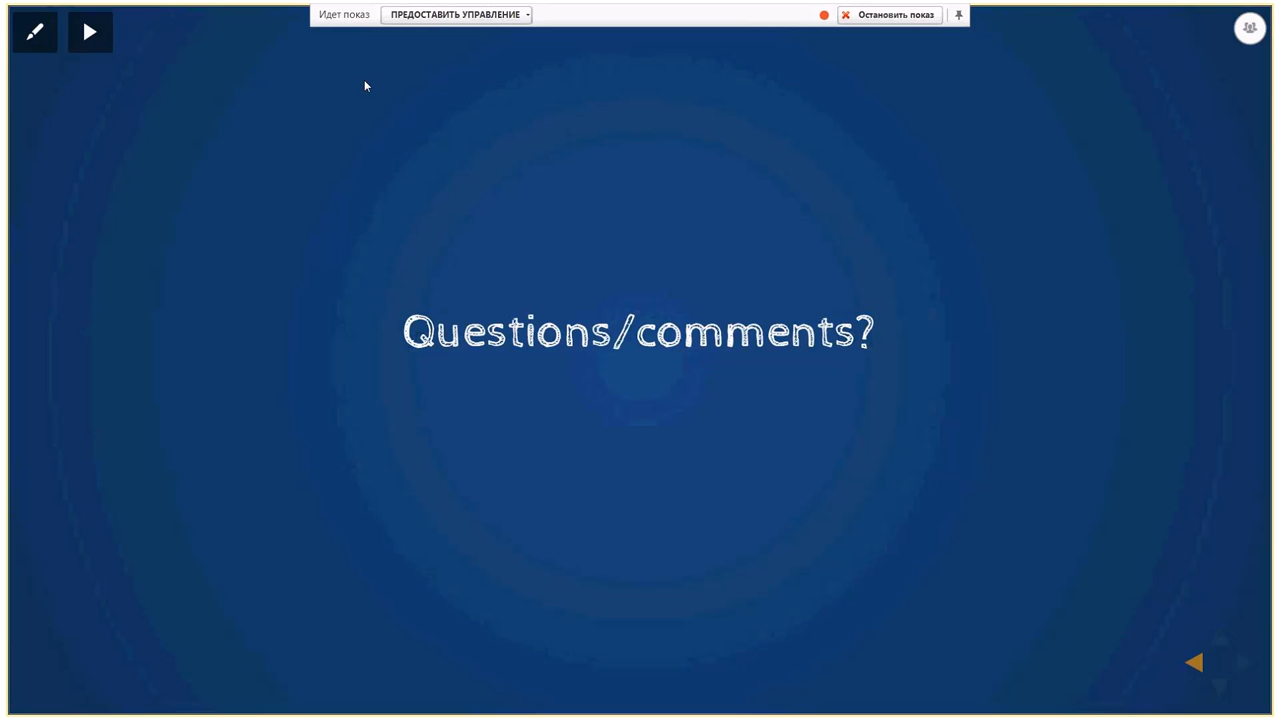 Идет показ
ПРЕДОСТАВИТЬ УПРАВЛЕНИЕ
Остановить показ
Questions/comments?